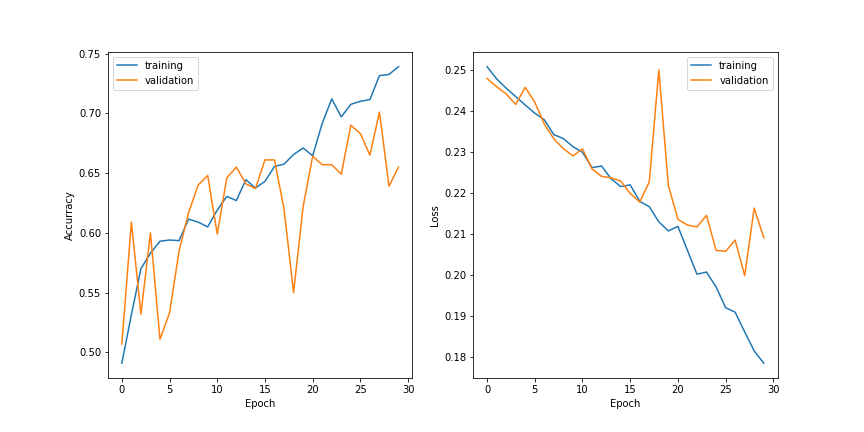 training
validation
0.75
0.70
0.65
0.60
0.55
0.50
Accurracy
0 5 10 15 20 25 30
Epoch
training
validation
0.25
0.24
0.23
0.22
0.21
0.20
0.19
0.18
Loss
0 5 10 15 20 25 30
Epoch